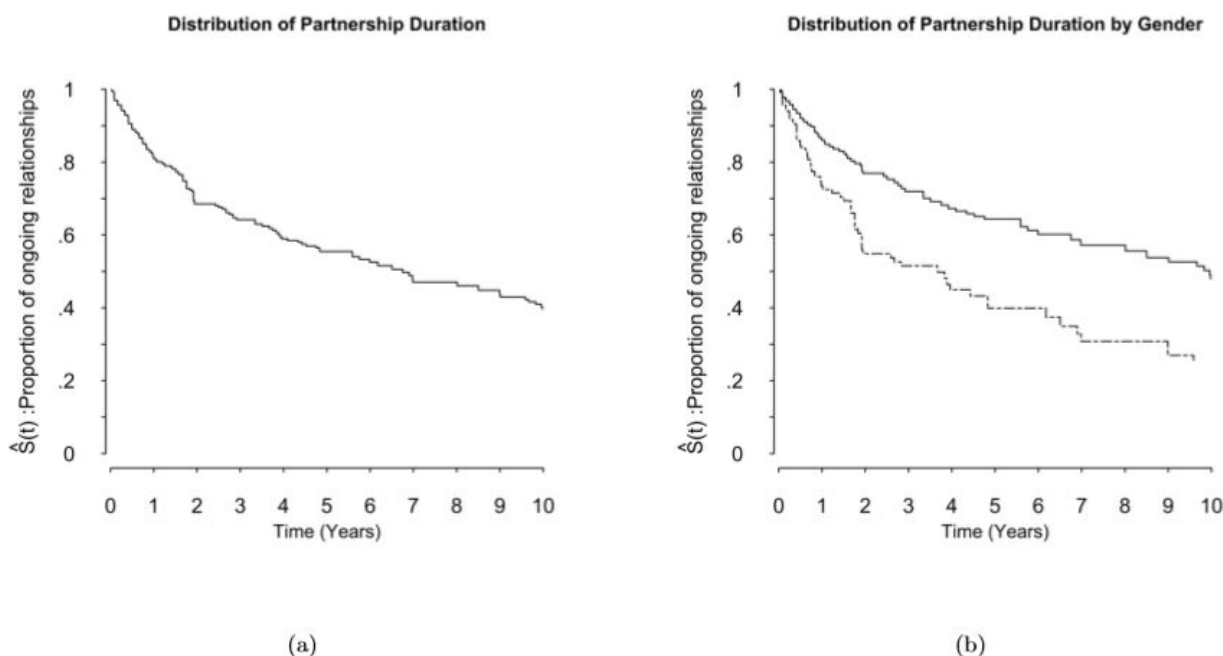 Distribution of Partnership Duration
Ŝ(t) :Proportion of ongoing relationships
1
.8
.6
.4
.2
0
0 1 2 3 4 5 6 7 8 9 10
Time (Years)
(a)
Distribution of Partnership Duration by Gender
Ŝ(t) :Proportion of ongoing relationships
1
.8
.6
.4
.2
0
0 1 2 3 4 5 6 7 8 9 10
Time (Years)
(b)